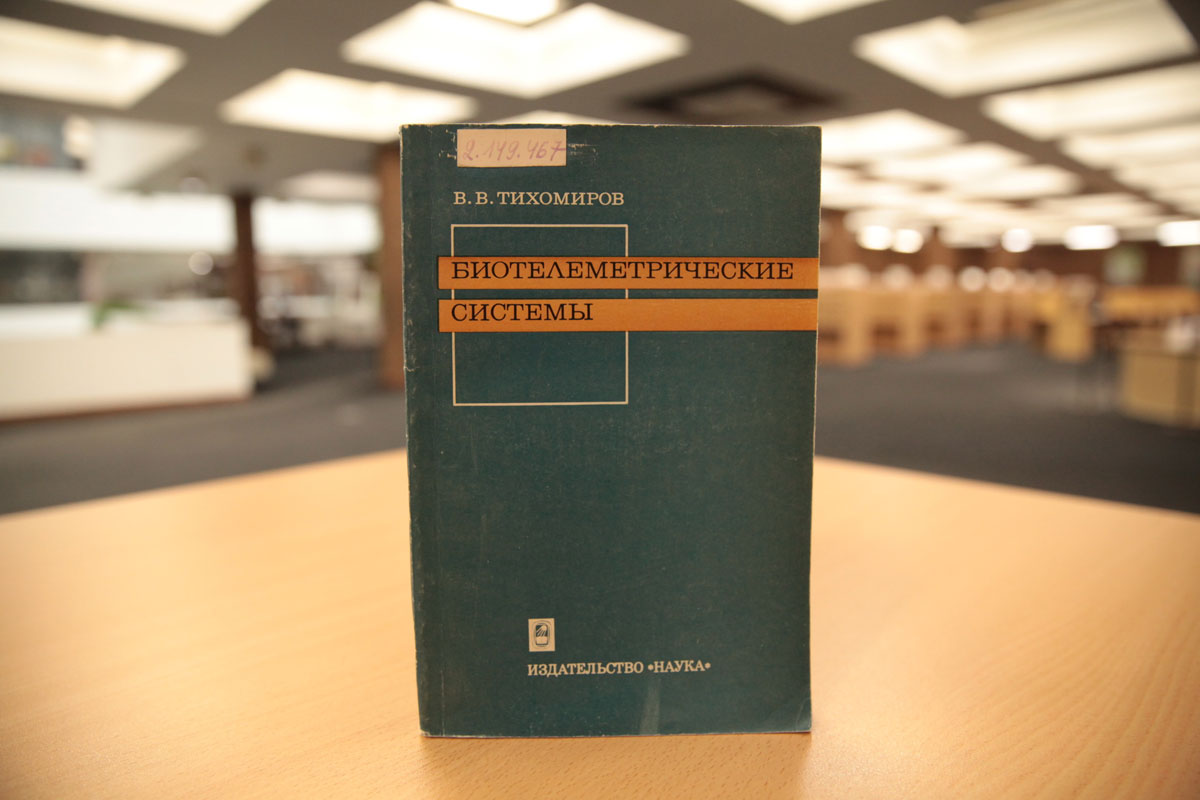 2.149.467
В. В. ТИХОМИРОВ
БИОТЕЛЕМЕТРИЧЕСКИЕ
СИСТЕМЫ
ИЗДАТЕЛЬСТВО «НАУКА»